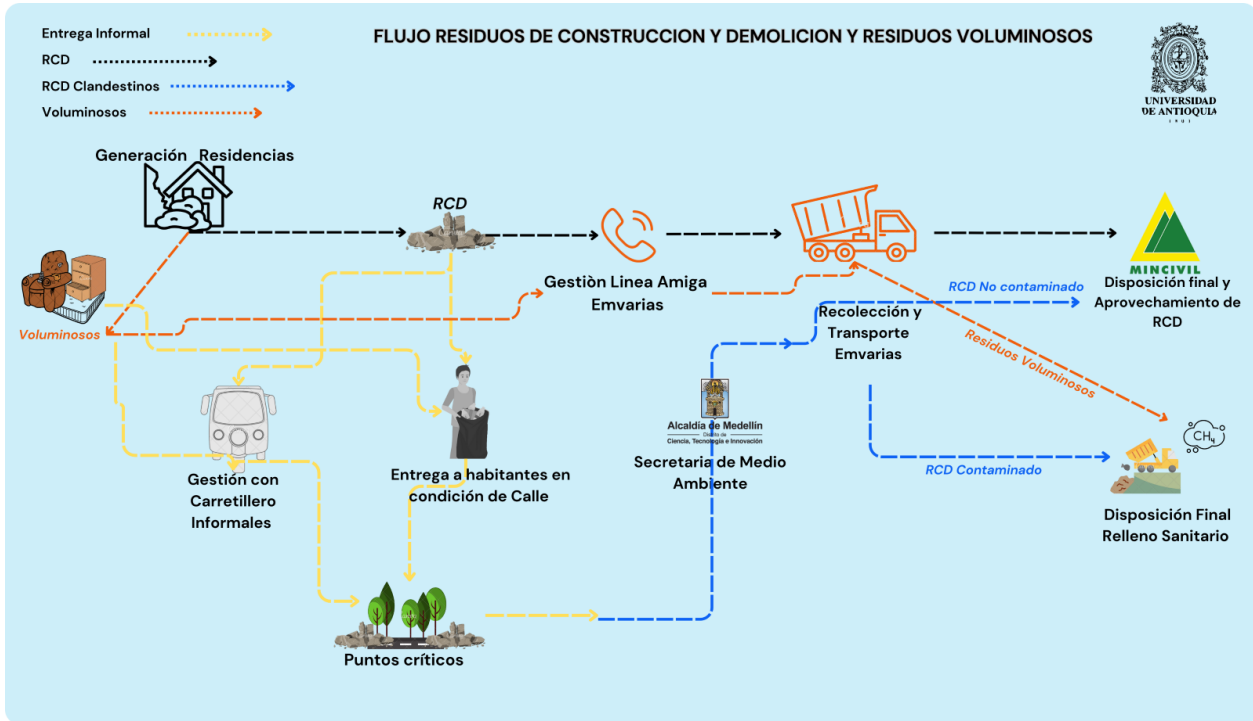 Entrega Informal
RCD
RCD Clandestinos
Voluminosos
FLUJO RESIDUOS DE CONSTRUCCION Y DEMOLICION Y RESIDUOS VOLUMINOSOS
UNIVERSIDAD
DE ANTIOQUIA
1803
Generación Residencias
RCD
Voluminosos
Gestiòn Linea Amiga
Emvarias
Recolección y
Transporte
Emvarias
RCD No contaminado
MINCIVIL
Disposición final y
Aprovechamiento de
RCD
Residuos Voluminosos
Gestión con
Carretillero
Informales
Entrega a habitantes en
condición de Calle
Alcaldía de Medellín
Distrito de
Ciencia, Tecnología e Innovación
Secretaria de Medio
Ambiente
RCD Contaminado
CH4
Disposición Final
Relleno Sanitario
Puntos críticos